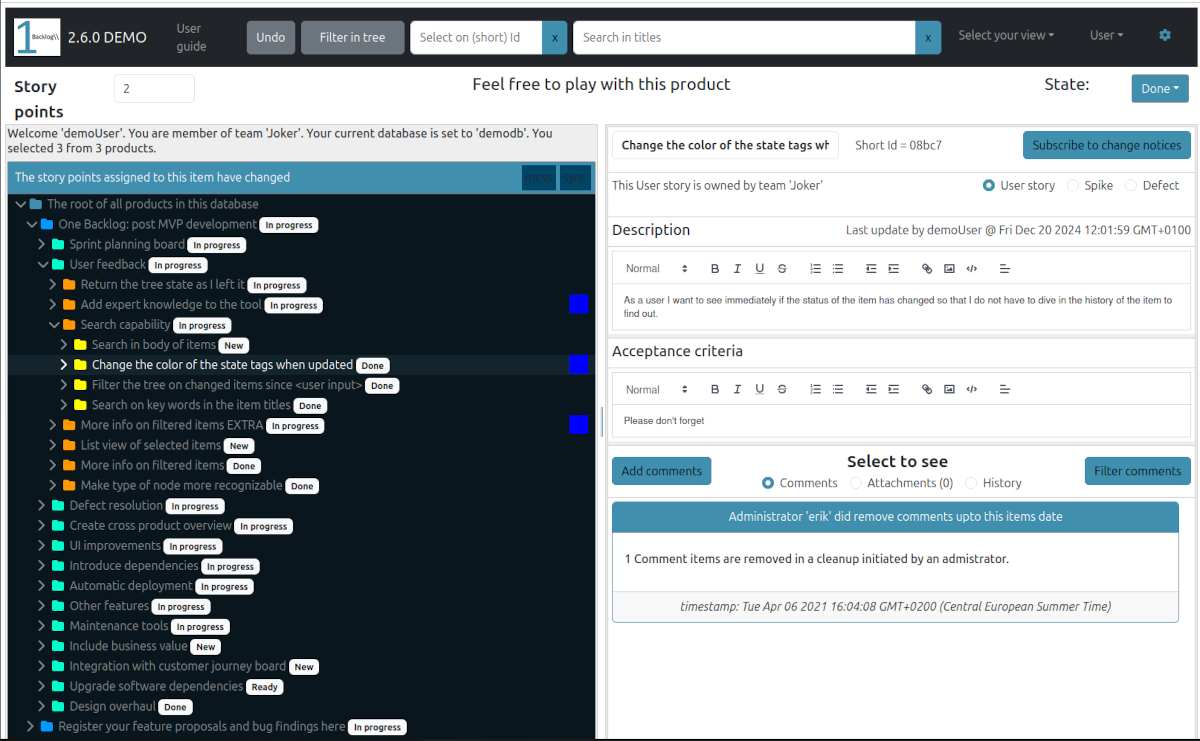 1 Backlog\\
2.6.0 DEMO
User guide
Undo
Filter in tree
Select on (short) Id
x
Search in titles
x
Select your view
User
Story points
2
Feel free to play with this product
State:
Done
Welcome 'demoUser'. You are member of team 'Joker'. Your current database is set to 'demodb'. You
selected 3 from 3 products.
The story points assigned to this item have changed
mess
sync
The root of all products in this database
One Backlog: post MVP development In progress
Sprint planning board In progress
User feedback In progress
Return the tree state as I left it In progress
Add expert knowledge to the tool In progress
Search capability In progress
Search in body of items New
Change the color of the state tags when updated Done
Filter the tree on changed items since <user input> Done
Search on key words in the item titles Done
More info on filtered items EXTRA In progress
List view of selected items New
More info on filtered items Done
Make type of node more recognizable Done
Defect resolution In progress
Create cross product overview In progress
UI improvements In progress
Introduce dependencies In progress
Automatic deployment In progress
Other features In progress
Maintenance tools In progress
Include business value New
Integration with customer journey board New
Upgrade software dependencies Ready
Design overhaul Done
Register your feature proposals and bug findings here In progress
Change the color of the state tags wh
Short Id = 08bc7
Subscribe to change notices
This User story is owned by team 'Joker'
User story
Spike
Defect
Description
Last update by demoUser @ Fri Dec 20 2024 12:01:59 GMT+0100
Normal B I U S
As a user I want to see immediately if the status of the item has changed so that I do not have to dive in the history of the item to
find out.
Acceptance criteria
Normal B I U S
Please don't forget
Add comments
Select to see
Filter comments
Comments
Attachments (0)
History
Administrator 'erik' did remove comments upto this items date
1 Comment items are removed in a cleanup initiated by an admistrator.
timestamp: Tue Apr 06 2021 16:04:08 GMT+0200 (Central European Summer Time)